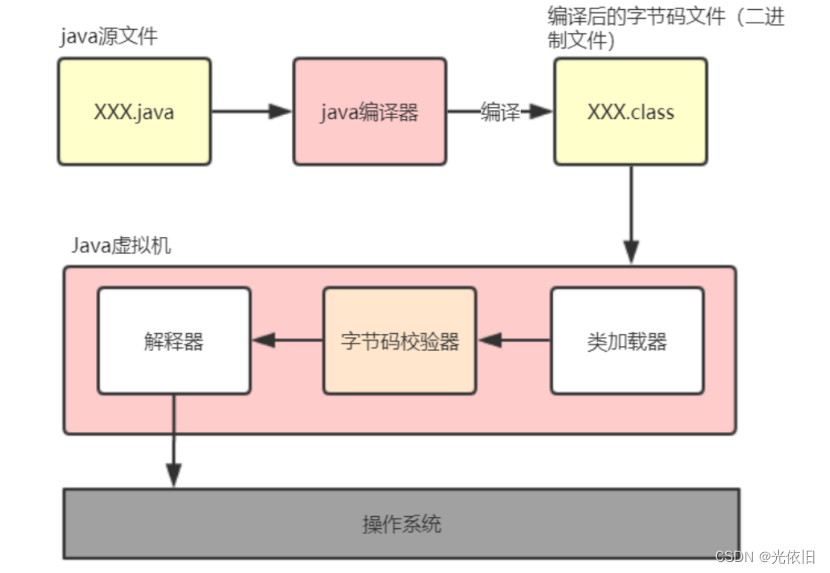 java源文件
编译后的字节码文件（二进
制文件）
XXX.java
java编译器
编译
XXX.class
Java虚拟机
解释器
字节码校验器
类加载器
操作系统
CSDN @光依旧